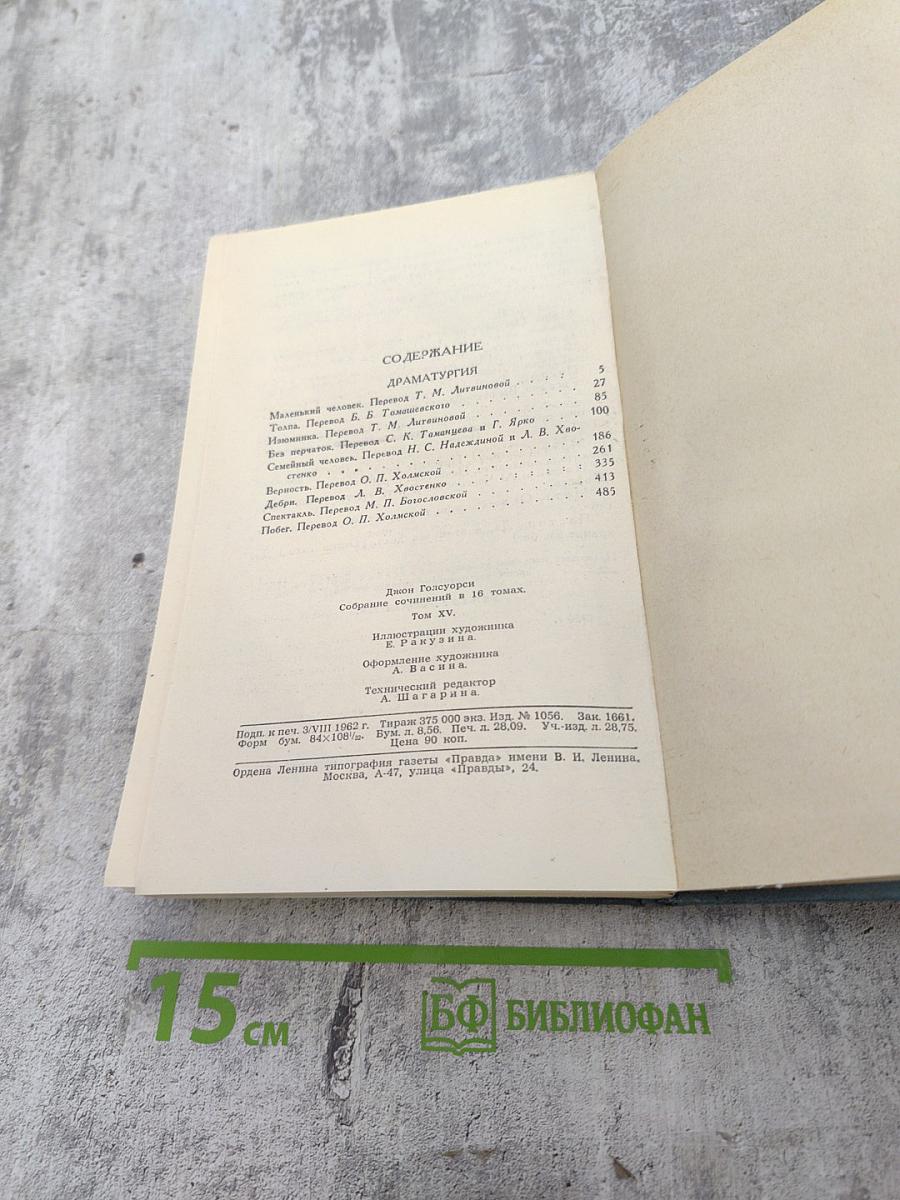 СОДЕРЖАНИЕ
ДРАМАТУРГИЯ
Маленький человек. Перевод Т. М. Литвиновой . . . . 5
Толпа. Перевод Б. Б. Томашевского . . . . . . . 27
Изюминка. Перевод Т. М. Литвиновой . . . . . . 85
Без перчаток. Перевод С. К. Таманцева и Г. Ярко . . . 100
Семейный человек. Перевод Н. С. Надеждиной и Л. В. Хво-
стенко . . . . . . . . . . . . . . . 186
Верность. Перевод О. П. Холмской . . . . . . . 261
Дебри. Перевод Л. В. Хвостенко . . . . . . . . 335
Спектакль. Перевод М. П. Богословской . . . . . . 413
Побег. Перевод О. П. Холмской . . . . . . . . 485
Джон Голсуорси
Собрание сочинений в 16 томах.
Том XV.
Иллюстрации художника
Е. Ракузина.
Оформление художника
А. Васина.
Технический редактор
А. Шагарина.
Подп. к печ. 3/VIII 1962 г. Тираж 375 000 экз. Изд. № 1056. Зак. 1661.
Форм бум. 84×108¹/₃₂. Бум. л. 8,56. Печ. л. 28,09. Уч.-изд. л. 28,75.
Цена 90 коп.
Ордена Ленина типография газеты «Правда» имени В. И. Ленина.
Москва, А-47, улица «Правды», 24.
15 см
БФ БИБЛИОФАН